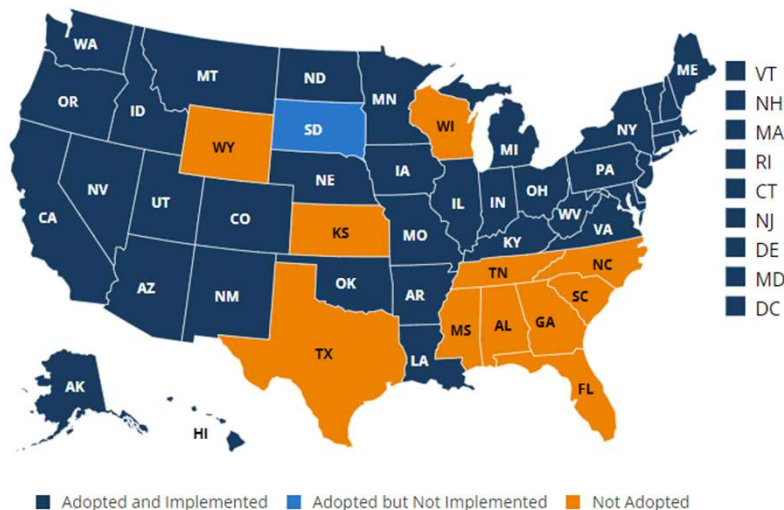 WA
ME
VT
MT
ND
MN
NH
OR
ID
SD
WI
NY
MA
WY
MI
RI
NE
IA
PA
CT
NV
UT
CO
IL
IN
OH
NJ
CA
KS
MO
WV
VA
DE
KY
MD
AZ
NM
OK
AR
TN
NC
SC
DC
TX
MS
AL
GA
LA
AK
FL
HI
Adopted and Implemented
Adopted but Not Implemented
Not Adopted